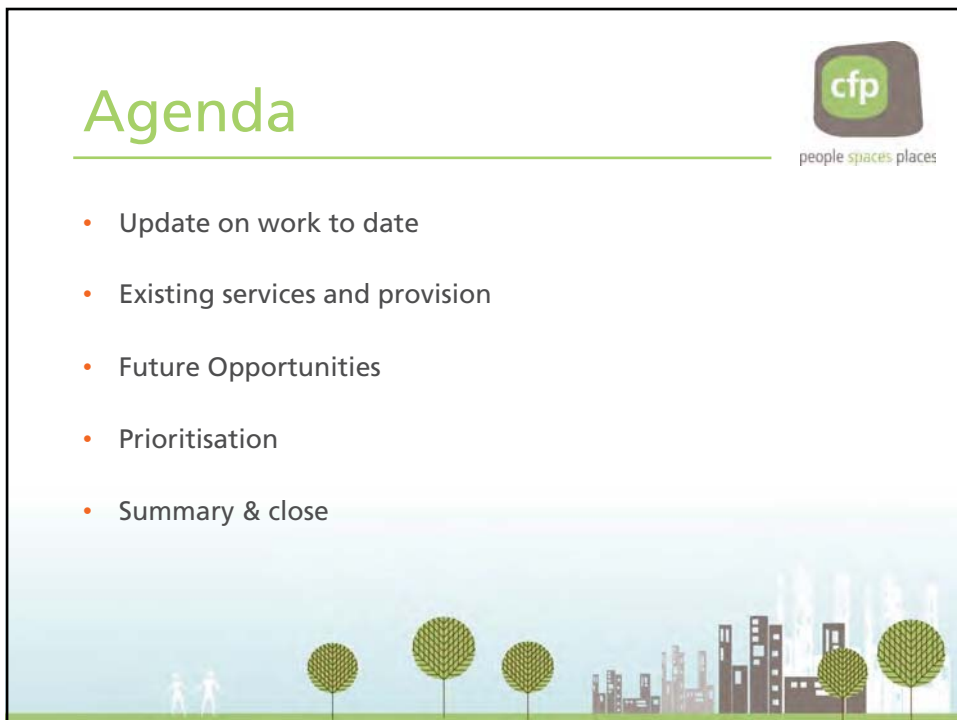 Agenda
cfp
people spaces places
• Update on work to date
• Existing services and provision
• Future Opportunities
• Prioritisation
• Summary & close